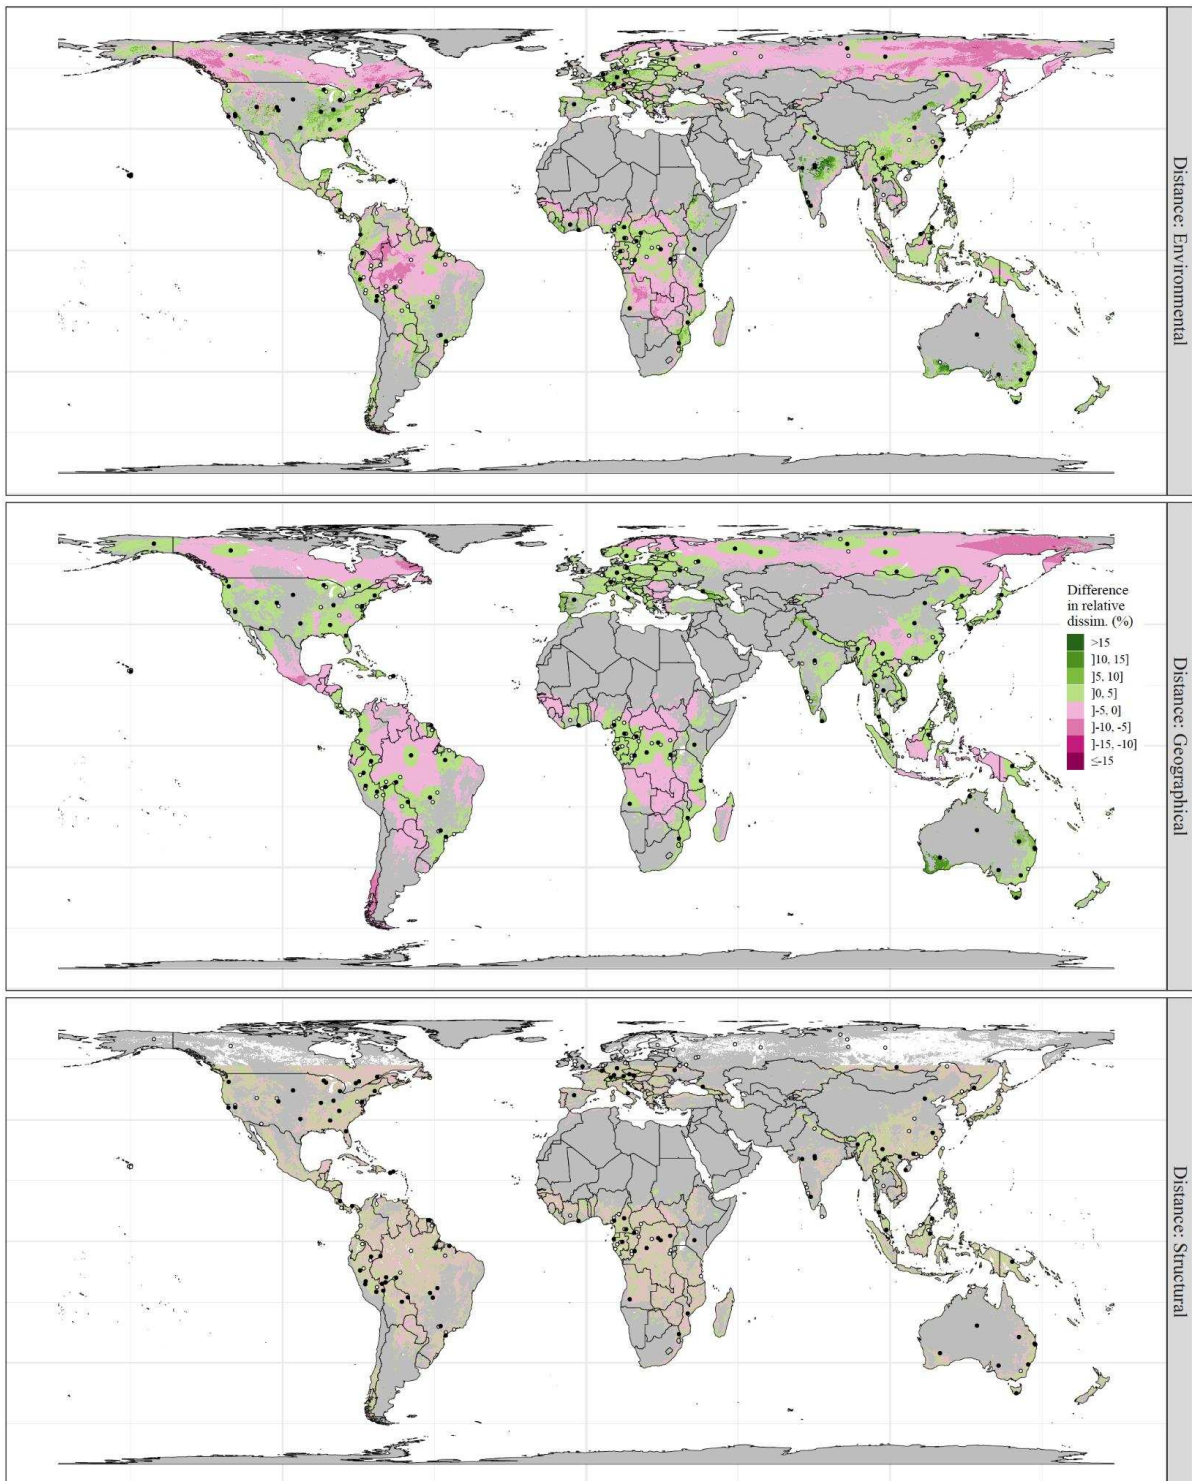 Distance: Environmental
Distance: Geographical
Difference
in relative
dissim. (%)
>15
]10, 15]
]5, 10]
]0, 5]
]-5, 0]
]-10, -5]
]-15, -10]
≤-15
Distance: Structural